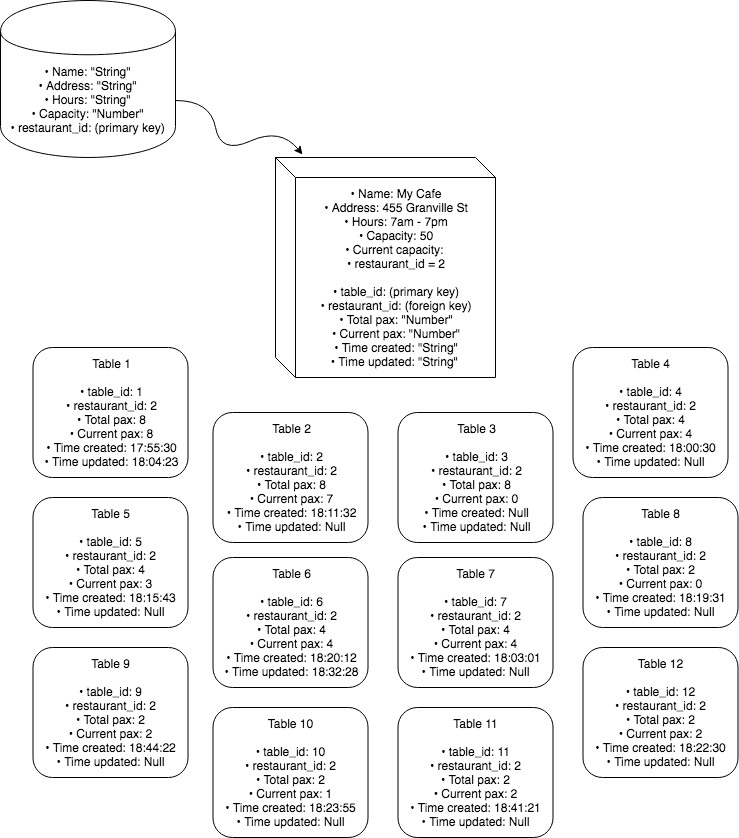 • Name: "String"
• Address: "String"
• Hours: "String"
• Capacity: "Number"
• restaurant_id: (primary key)
• Name: My Cafe
• Address: 455 Granville St
• Hours: 7am - 7pm
• Capacity: 50
• Current capacity:
• restaurant_id = 2
• table_id: (primary key)
• restaurant_id: (foreign key)
• Total pax: "Number"
• Current pax: "Number"
• Time created: "String"
• Time updated: "String"
Table 1
• table_id: 1
• restaurant_id: 2
• Total pax: 8
• Current pax: 8
• Time created: 17:55:30
• Time updated: 18:04:23
Table 2
• table_id: 2
• restaurant_id: 2
• Total pax: 8
• Current pax: 7
• Time created: 18:11:32
• Time updated: Null
Table 3
• table_id: 3
• restaurant_id: 2
• Total pax: 8
• Current pax: 0
• Time created: Null
• Time updated: Null
Table 4
• table_id: 4
• restaurant_id: 2
• Total pax: 4
• Current pax: 4
• Time created: 18:00:30
• Time updated: Null
Table 5
• table_id: 5
• restaurant_id: 2
• Total pax: 4
• Current pax: 3
• Time created: 18:15:43
• Time updated: Null
Table 6
• table_id: 6
• restaurant_id: 2
• Total pax: 4
• Current pax: 4
• Time created: 18:20:12
• Time updated: 18:32:28
Table 7
• table_id: 7
• restaurant_id: 2
• Total pax: 4
• Current pax: 4
• Time created: 18:03:01
• Time updated: Null
Table 8
• table_id: 8
• restaurant_id: 2
• Total pax: 2
• Current pax: 0
• Time created: 18:19:31
• Time updated: Null
Table 9
• table_id: 9
• restaurant_id: 2
• Total pax: 2
• Current pax: 2
• Time created: 18:44:22
• Time updated: Null
Table 10
• table_id: 10
• restaurant_id: 2
• Total pax: 2
• Current pax: 1
• Time created: 18:23:55
• Time updated: Null
Table 11
• table_id: 11
• restaurant_id: 2
• Total pax: 2
• Current pax: 2
• Time created: 18:41:21
• Time updated: Null
Table 12
• table_id: 12
• restaurant_id: 2
• Total pax: 2
• Current pax: 2
• Time created: 18:22:30
• Time updated: Null